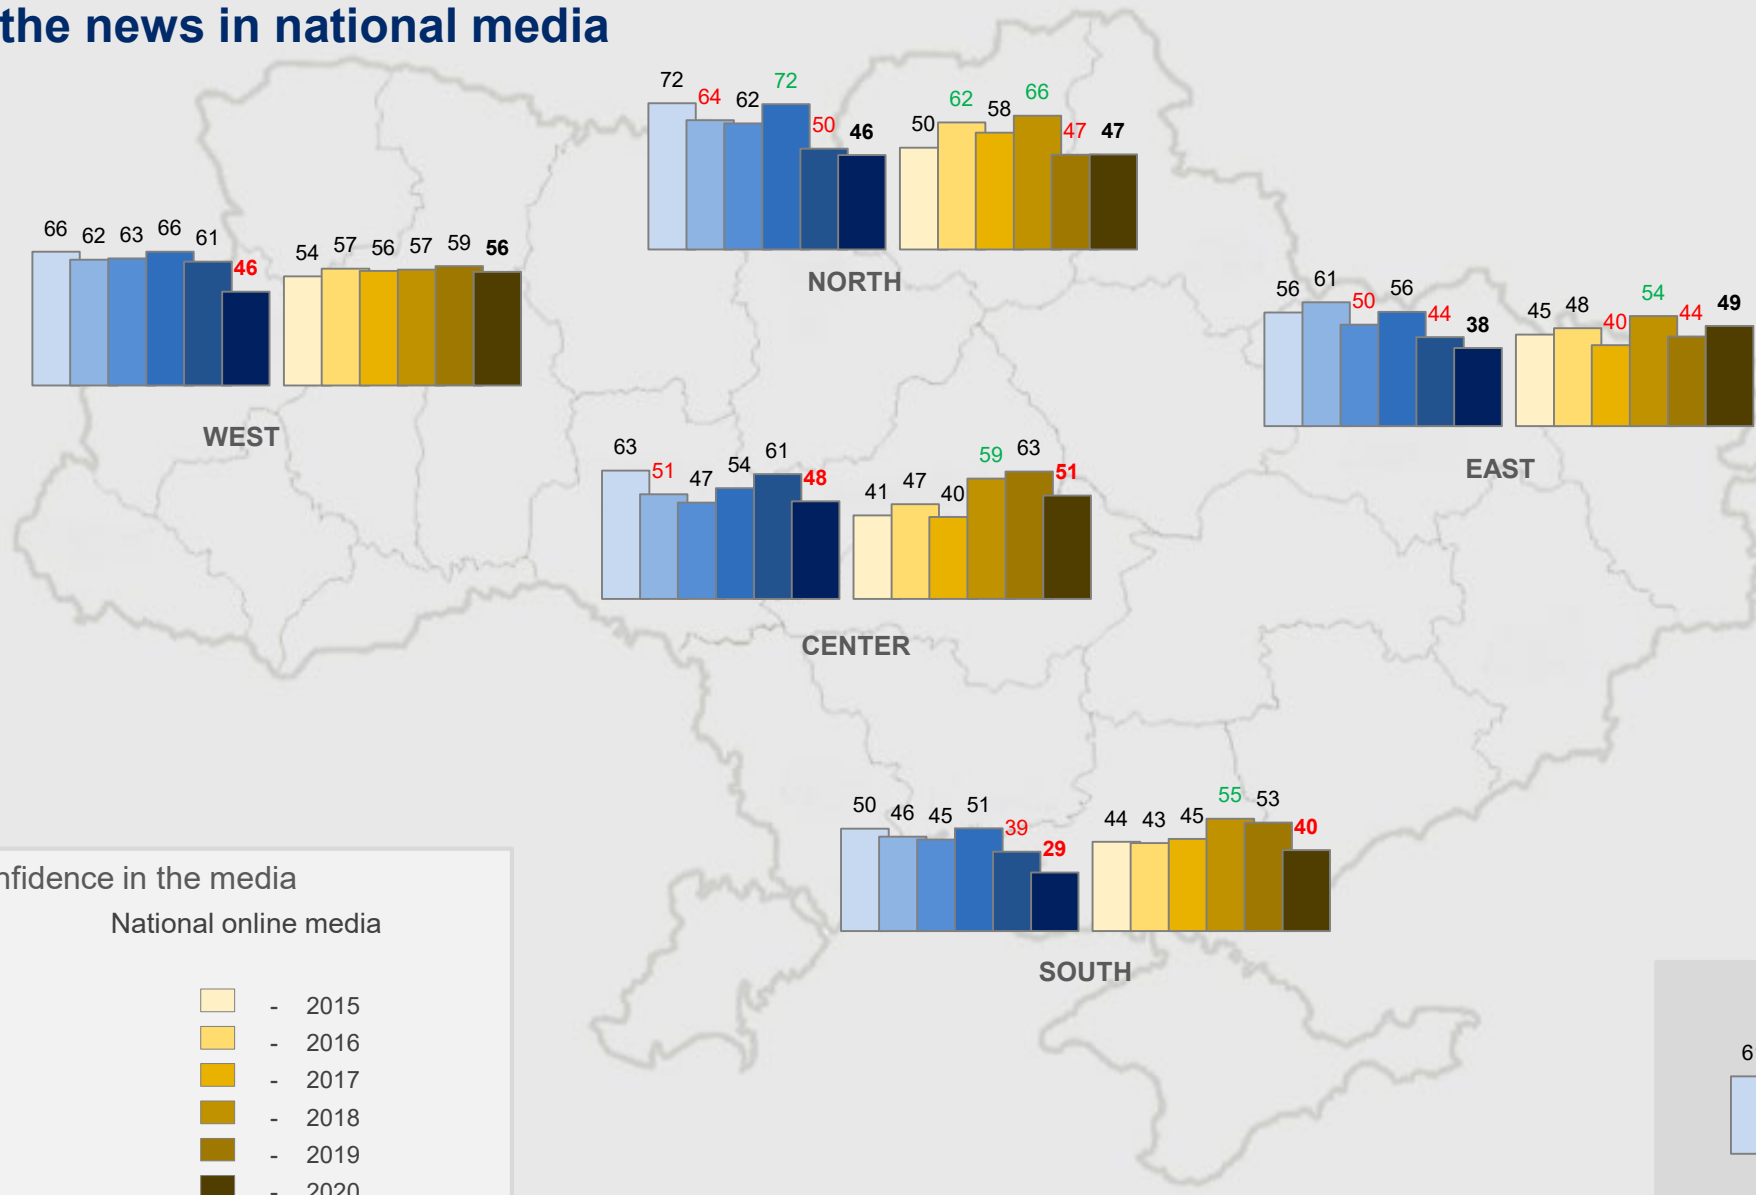 the news in national media
72 64 62 72 50 46 50 62 58 66 47 47
NORTH
66 62 63 66 61 46 54 57 56 57 59 56
WEST
56 61 50 56 44 38 45 48 40 54 44 49
EAST
63 51 47 54 61 48 41 47 40 59 63 51
CENTER
50 46 45 51 39 29 44 43 45 55 53 40
SOUTH
nfidence in the media
National online media
- 2015
- 2016
- 2017
- 2018
- 2019
- 2020
6